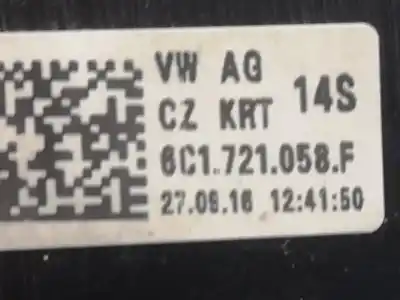 VW AG
CZ KRT 14S
6C1.721.058.F
27.06.16 12:41:50